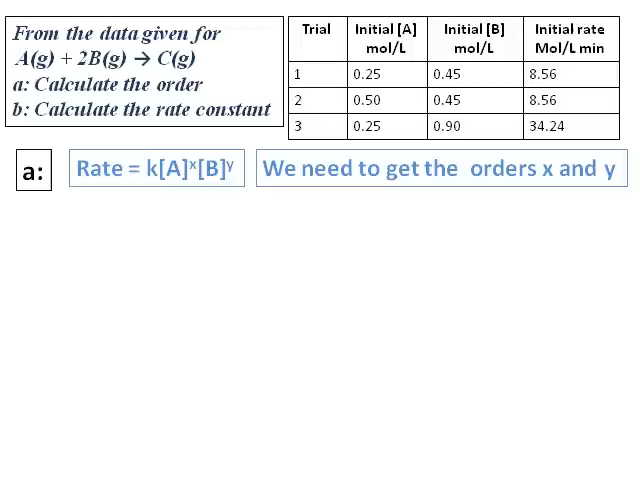 From the data given for
A(g) + 2B(g) → C(g)
a: Calculate the order
b: Calculate the rate constant
Trial Initial [A] mol/L Initial [B] mol/L Initial rate Mol/L min
1 0.25 0.45 8.56
2 0.50 0.45 8.56
3 0.25 0.90 34.24
a: Rate = k[A]ˣ[B]ʸ We need to get the orders x and y